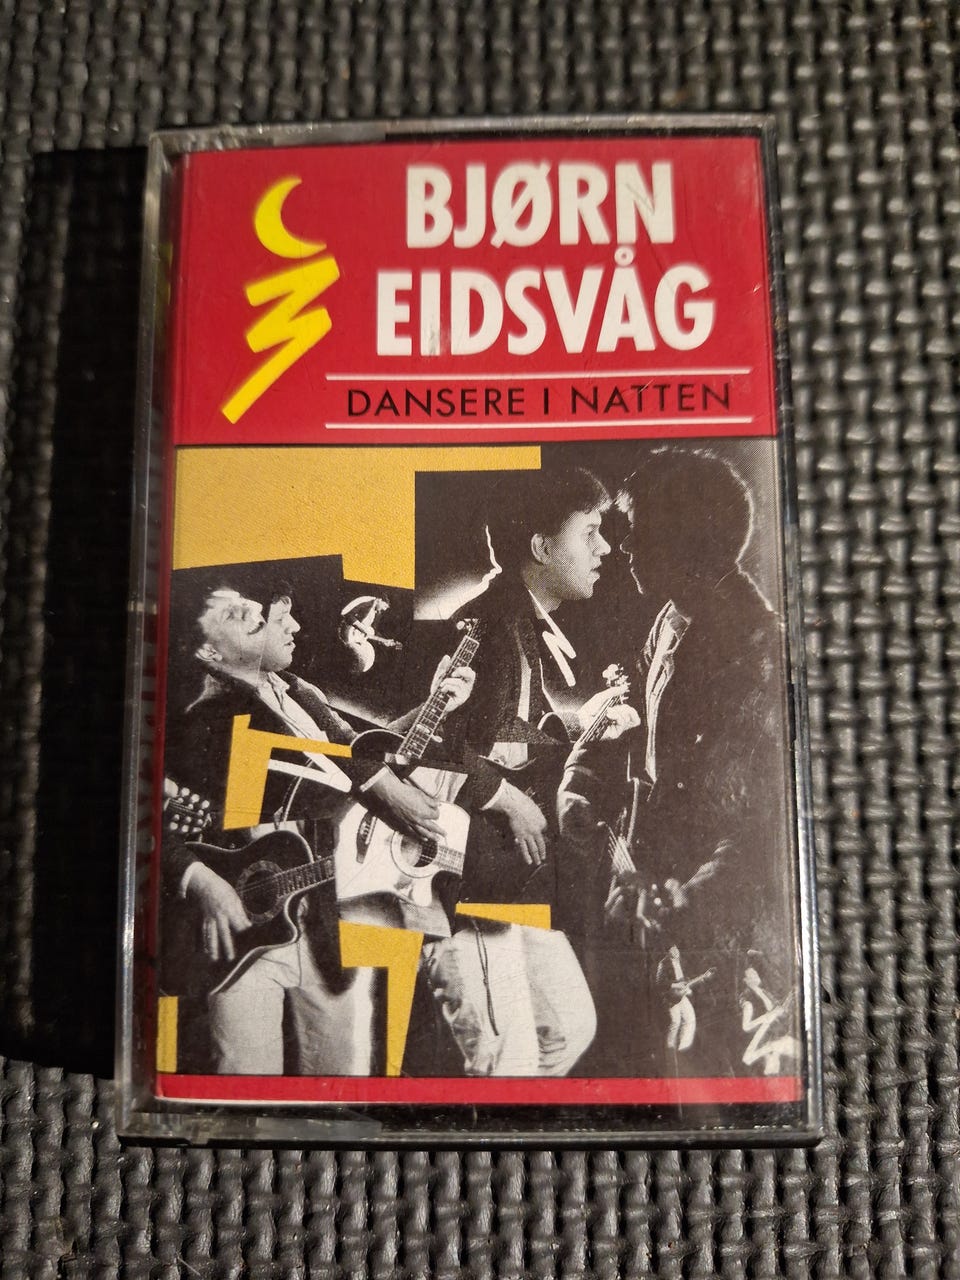 BJØRN
EIDSVÅG
DANSERE I NATTEN